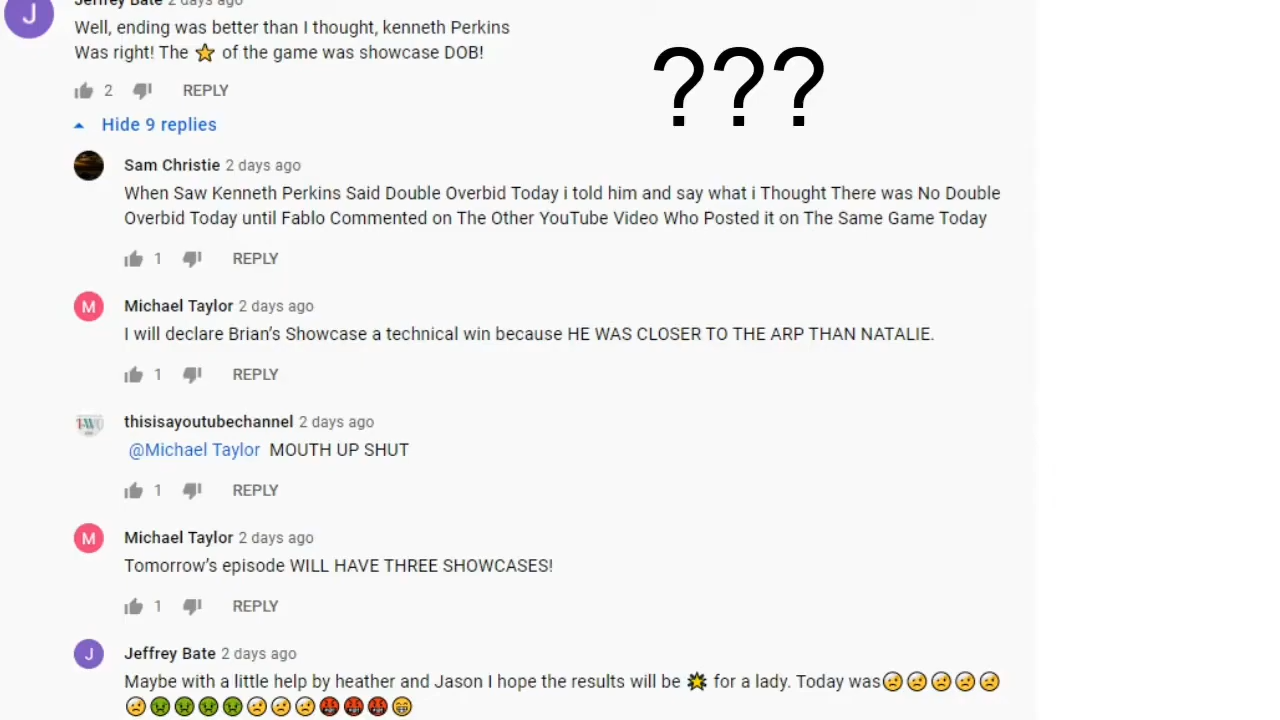 Jeffrey Bate 2 days ago
Well, ending was better than I thought, kenneth Perkins
Was right! The ⭐ of the game was showcase DOB!
2 REPLY
Hide 9 replies
???
Sam Christie 2 days ago
When Saw Kenneth Perkins Said Double Overbid Today i told him and say what i Thought There was No Double
Overbid Today until Fablo Commented on The Other YouTube Video Who Posted it on The Same Game Today
1 REPLY
M
Michael Taylor 2 days ago
I will declare Brian’s Showcase a technical win because HE WAS CLOSER TO THE ARP THAN NATALIE.
1 REPLY
thisisayoutubechannel 2 days ago
@Michael Taylor MOUTH UP SHUT
1 REPLY
M
Michael Taylor 2 days ago
Tomorrow’s episode WILL HAVE THREE SHOWCASES!
1 REPLY
J
Jeffrey Bate 2 days ago
Maybe with a little help by heather and Jason I hope the results will be 🌟 for a lady. Today was🤕🤕🤕🤕🤕
🤕🤢🤢🤢🤢🤕🤕🤕🤬🤬🤬😁